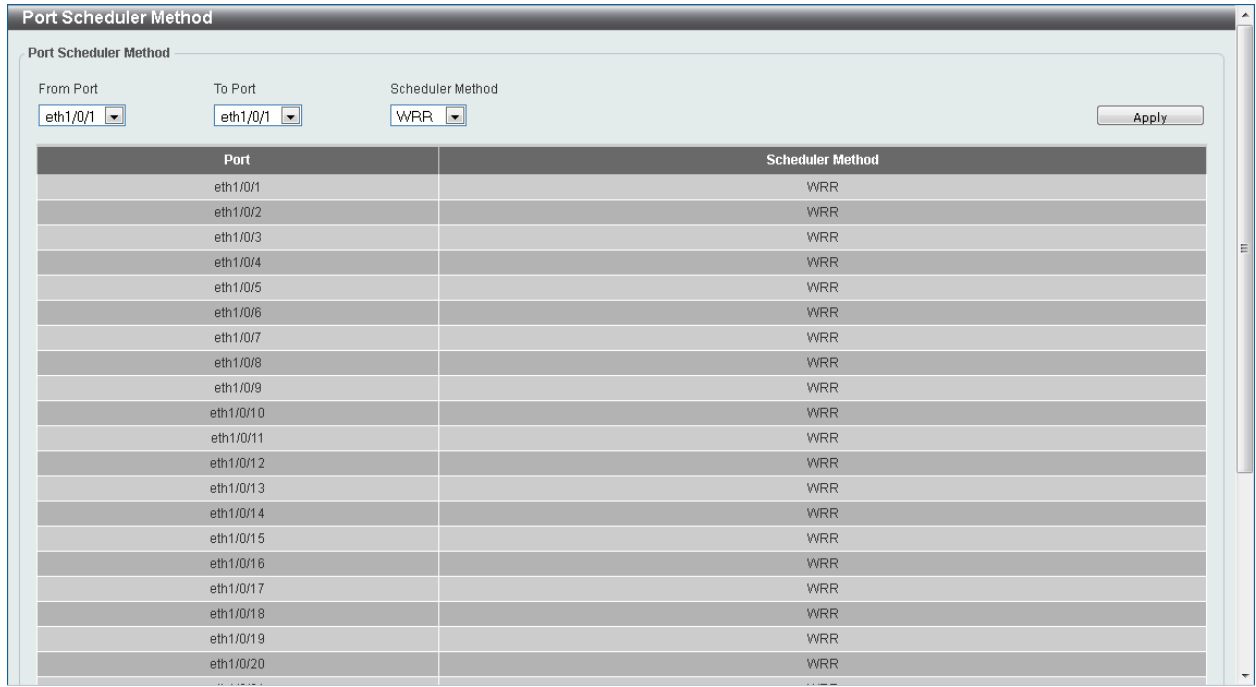 Port Scheduler Method
Port Scheduler Method
From Port To Port Scheduler Method
eth1/0/1 eth1/0/1 WRR Apply
Port Scheduler Method
eth1/0/1 WRR
eth1/0/2 WRR
eth1/0/3 WRR
eth1/0/4 WRR
eth1/0/5 WRR
eth1/0/6 WRR
eth1/0/7 WRR
eth1/0/8 WRR
eth1/0/9 WRR
eth1/0/10 WRR
eth1/0/11 WRR
eth1/0/12 WRR
eth1/0/13 WRR
eth1/0/14 WRR
eth1/0/15 WRR
eth1/0/16 WRR
eth1/0/17 WRR
eth1/0/18 WRR
eth1/0/19 WRR
eth1/0/20 WRR